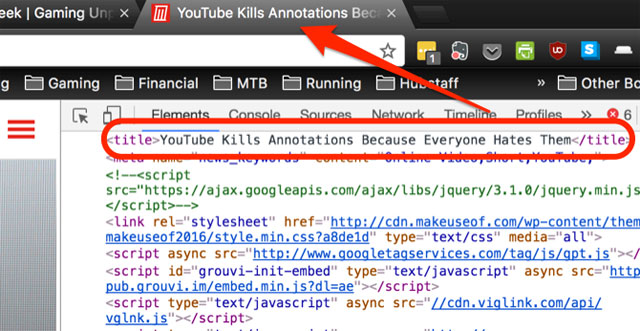 eek | Gaming Unp
YouTube Kills Annotations Beca
1
g Gaming Financial MTB Running Hubstaff » Other Bo
Elements Console Sources Network Timeline Profiles » 6
<title>YouTube Kills Annotations Because Everyone Hates Them</title>
<meta name="news_keywords" content="Online Video,Short,YouTube,"
<!--<script
src="https://ajax.googleapis.com/ajax/libs/jquery/3.1.0/jquery.min.js
</script>-->
<link rel="stylesheet" href="http://cdn.makeuseof.com/wp-content/them
makeuseof2016/style.min.css?a8de1d" type="text/css" media="all">
<script async src="http://www.googletagservices.com/tag/js/gpt.js"></
<script id="grouvi-init-embed" type="text/javascript" async src="http
pub.grouvi.im/embed.min.js?dl=ae"></script>
<script type="text/javascript" async src="//cdn.viglink.com/api/
vglnk.js"></script>